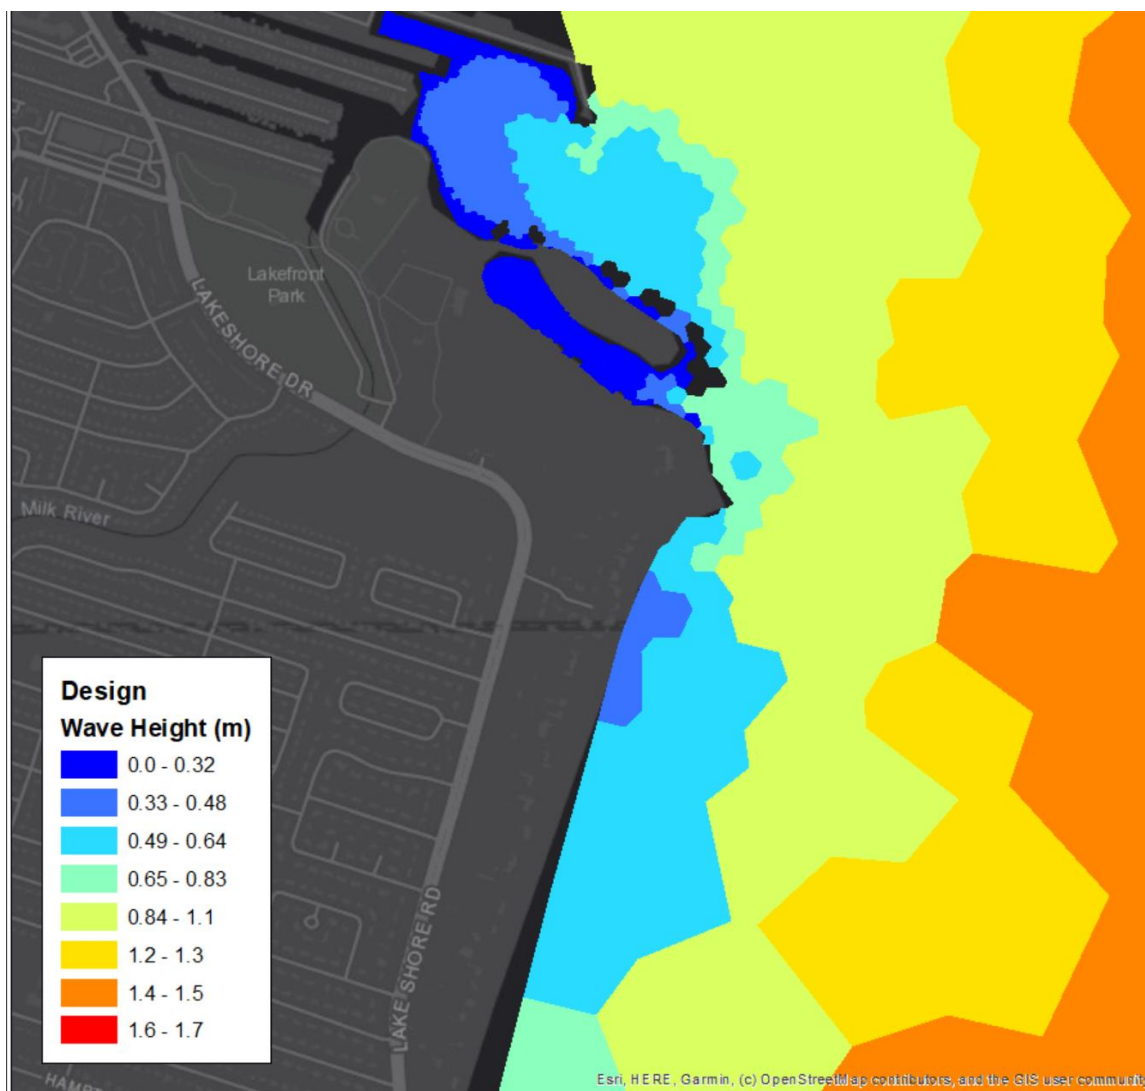 Lakefront
Park
LAKESHORE DR
Milk River
Design
Wave Height (m)
0.0 - 0.32
0.33 - 0.48
0.49 - 0.64
0.65 - 0.83
0.84 - 1.1
1.2 - 1.3
1.4 - 1.5
1.6 - 1.7
LAKE SHORE RD
Esri, HERE, Garmin, (c) OpenStreetMap contributors, and the GIS user